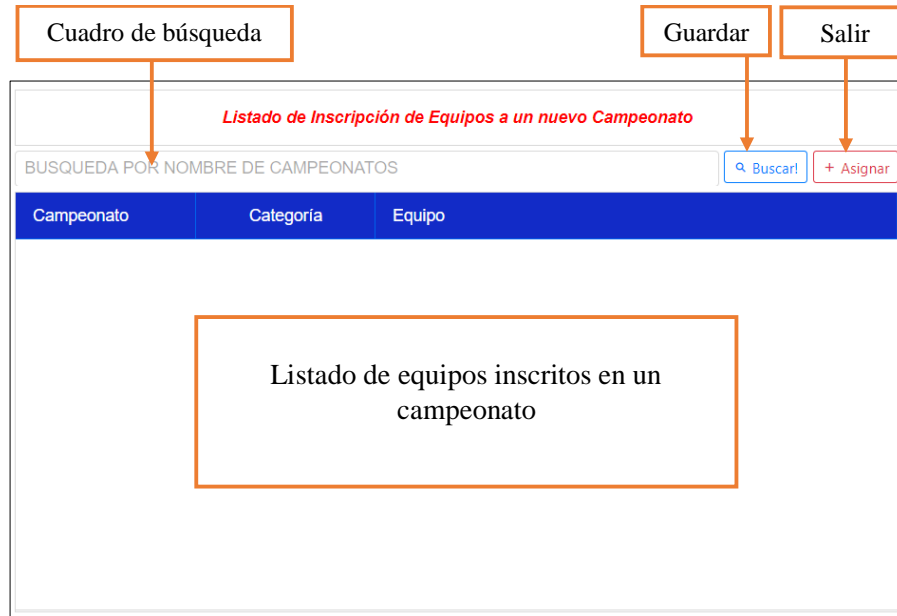 Cuadro de búsqueda
Guardar
Salir
Listado de Inscripción de Equipos a un nuevo Campeonato
BUSQUEDA POR NOMBRE DE CAMPEONATOS
Buscar!
+ Asignar
Campeonato
Categoría
Equipo
Listado de equipos inscritos en un
campeonato